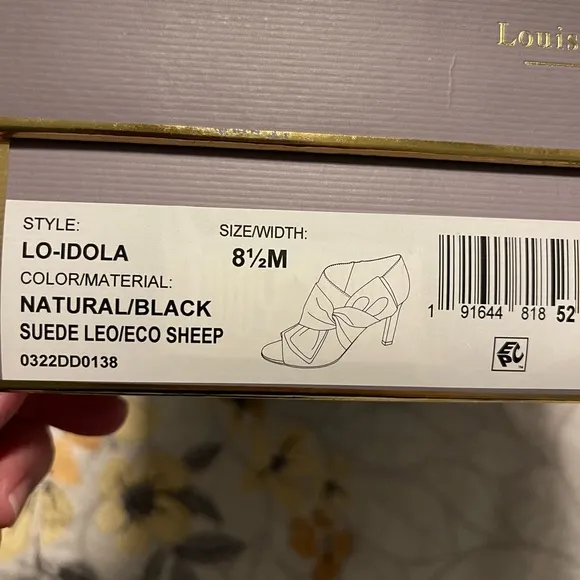 Louis
STYLE:
LO-IDOLA
SIZE/WIDTH:
8½M
COLOR/MATERIAL:
NATURAL/BLACK
SUEDE LEO/ECO SHEEP
0322DD0138
1 91644 818 52
EPC